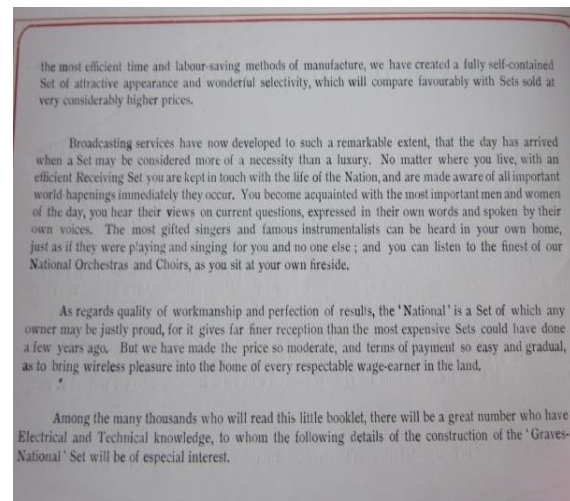 the most efficient time and labour-saving methods of manufacture, we have created a fully self-contained
Set of attractive appearance and wonderful selectivity, which will compare favourably with Sets sold at
very considerably higher prices.
Broadcasting services have now developed to such a remarkable extent, that the day has arrived
when a Set may be considered more of a necessity than a luxury. No matter where you live, with an
efficient Receiving Set you are kept in touch with the life of the Nation, and are made aware of all important
world-hapenings immediately they occur. You become acquainted with the most important men and women
of the day, you hear their views on current questions, expressed in their own words and spoken by their
own voices. The most gifted singers and famous instrumentalists can be heard in your own home,
just as if they were playing and singing for you and no one else ; and you can listen to the finest of our
National Orchestras and Choirs, as you sit at your own fireside.
As regards quality of workmanship and perfection of results, the ‘National’ is a Set of which any
owner may be justly proud, for it gives far finer reception than the most expensive Sets could have done
a few years ago. But we have made the price so moderate, and terms of payment so easy and gradual,
as to bring wireless pleasure into the home of every respectable wage-earner in the land.
Among the many thousands who will read this little booklet, there will be a great number who have
Electrical and Technical knowledge, to whom the following details of the construction of the ‘Graves-
National’ Set will be of especial interest.